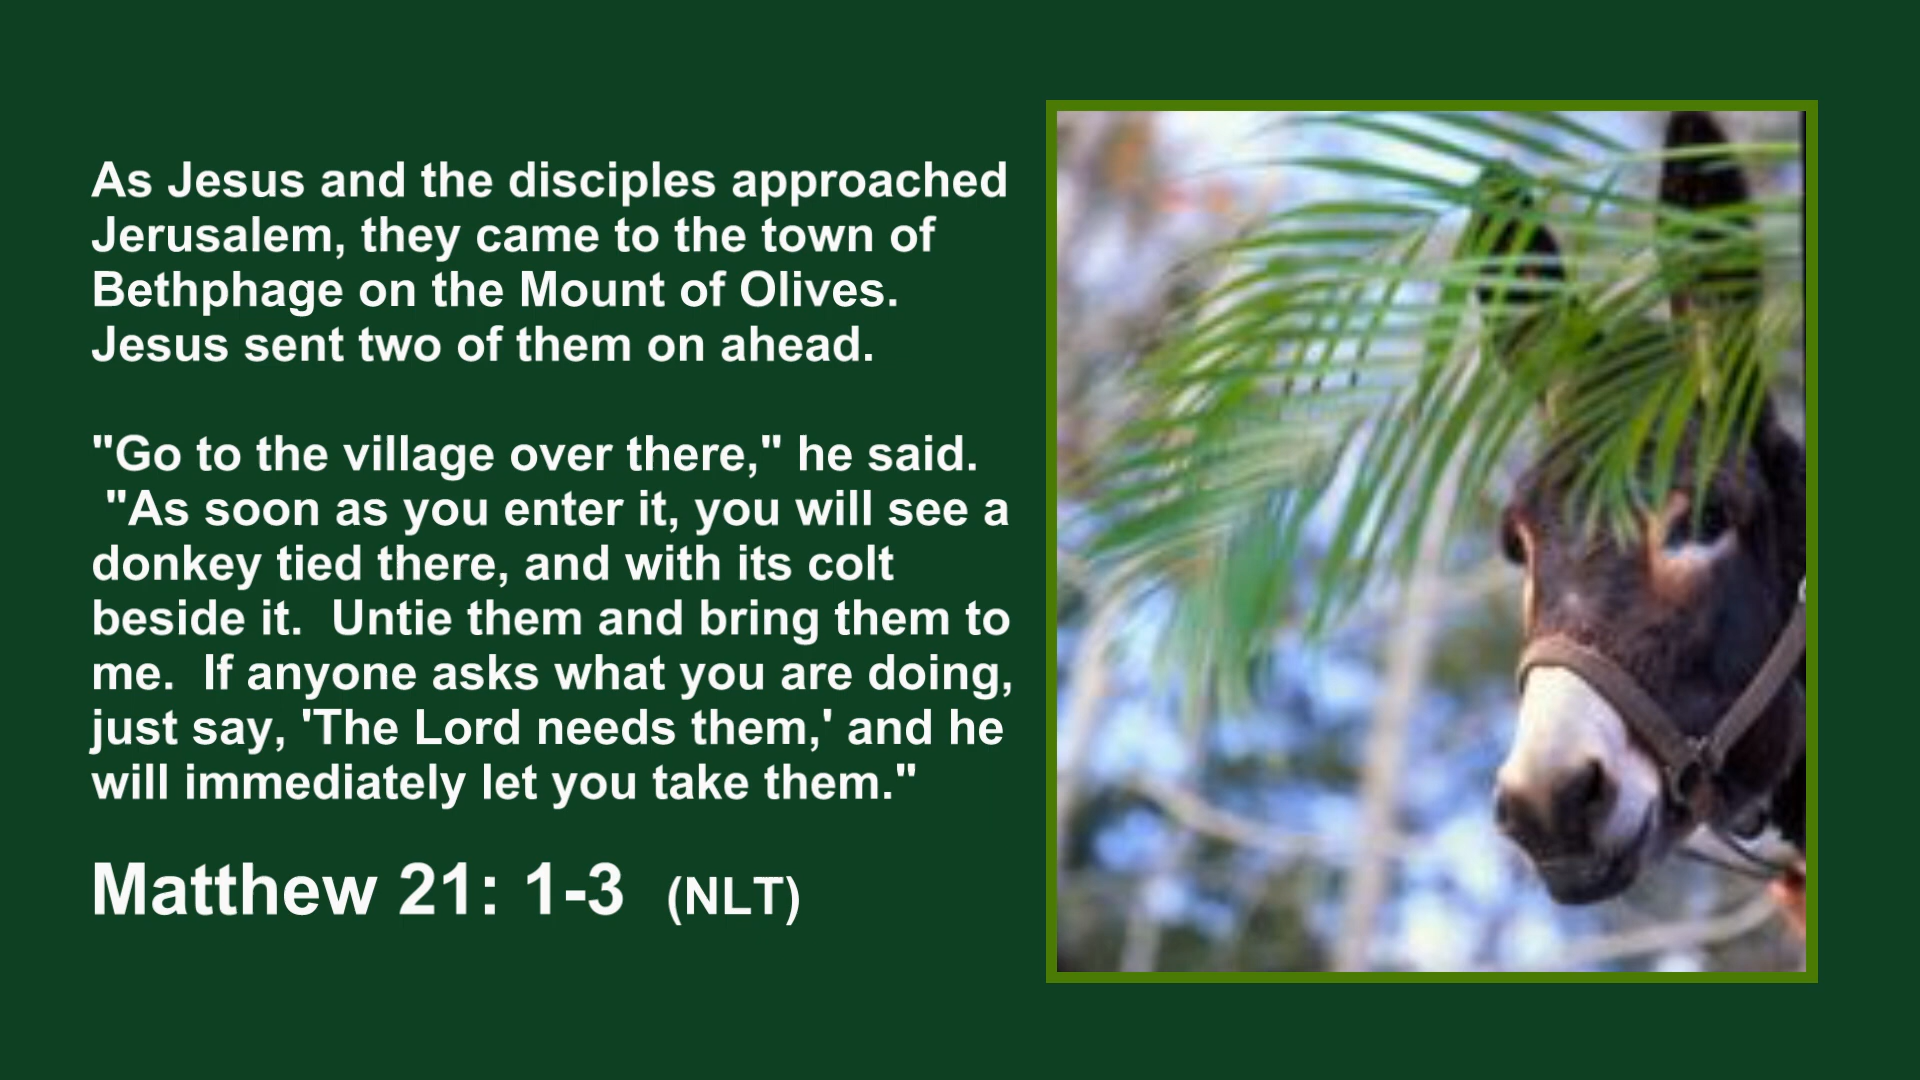 As Jesus and the disciples approached
Jerusalem, they came to the town of
Bethphage on the Mount of Olives.
Jesus sent two of them on ahead.
"Go to the village over there," he said.
"As soon as you enter it, you will see a
donkey tied there, and with its colt
beside it.  Untie them and bring them to
me.  If anyone asks what you are doing,
just say, 'The Lord needs them,' and he
will immediately let you take them."
Matthew 21: 1-3  (NLT)